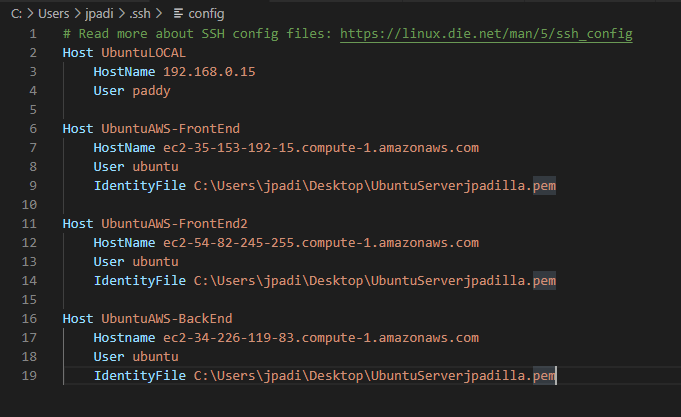 C: > Users > jpadi > .ssh > config
1 # Read more about SSH config files: https://linux.die.net/man/5/ssh_config
2 Host UbuntuLOCAL
3 HostName 192.168.0.15
4 User paddy
5
6 Host UbuntuAWS-FrontEnd
7 HostName ec2-35-153-192-15.compute-1.amazonaws.com
8 User ubuntu
9 IdentityFile C:\Users\jpadi\Desktop\UbuntuServerjpadilla.pem
10
11 Host UbuntuAWS-FrontEnd2
12 HostName ec2-54-82-245-255.compute-1.amazonaws.com
13 User ubuntu
14 IdentityFile C:\Users\jpadi\Desktop\UbuntuServerjpadilla.pem
15
16 Host UbuntuAWS-BackEnd
17 Hostname ec2-34-226-119-83.compute-1.amazonaws.com
18 User ubuntu
19 IdentityFile C:\Users\jpadi\Desktop\UbuntuServerjpadilla.pem